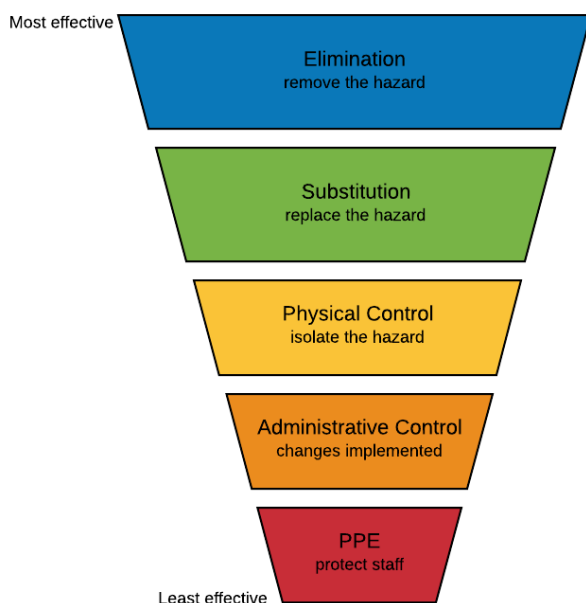 Most effective
Elimination
remove the hazard
Substitution
replace the hazard
Physical Control
isolate the hazard
Administrative Control
changes implemented
PPE
protect staff
Least effective